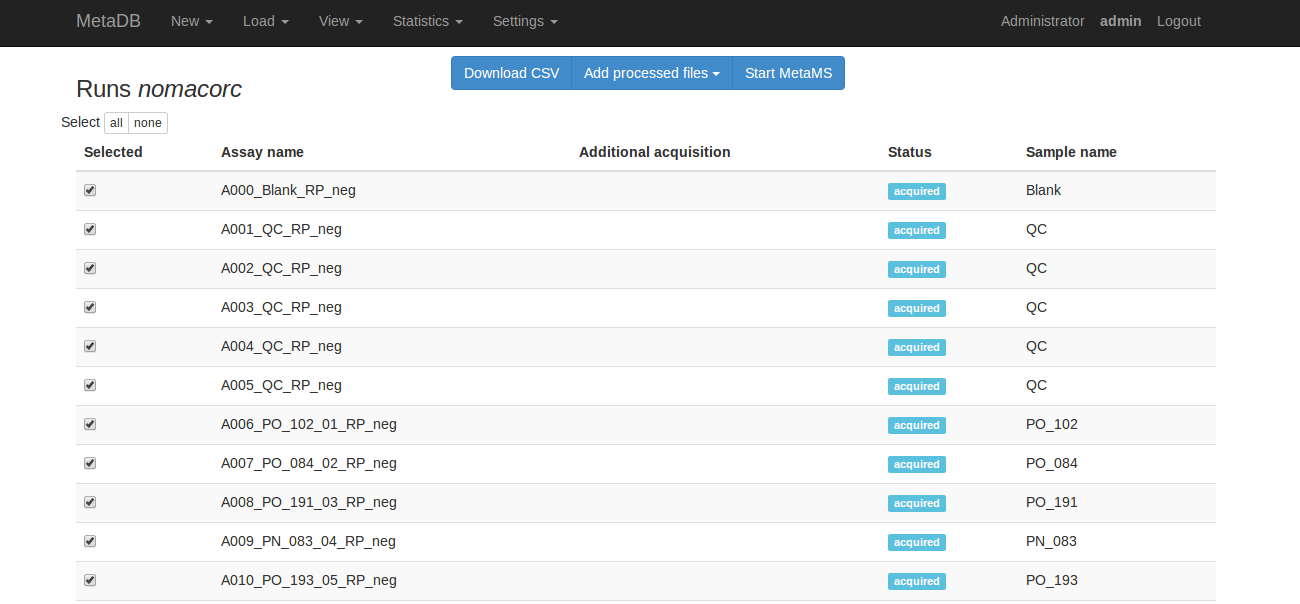 MetaDB New Load View Statistics Settings Administrator admin Logout
Download CSV Add processed files Start MetaMS
Runs nomacorc
Select all none
Selected Assay name Additional acquisition Status Sample name
A000_Blank_RP_neg acquired Blank
A001_QC_RP_neg acquired QC
A002_QC_RP_neg acquired QC
A003_QC_RP_neg acquired QC
A004_QC_RP_neg acquired QC
A005_QC_RP_neg acquired QC
A006_PO_102_01_RP_neg acquired PO_102
A007_PO_084_02_RP_neg acquired PO_084
A008_PO_191_03_RP_neg acquired PO_191
A009_PN_083_04_RP_neg acquired PN_083
A010_PO_193_05_RP_neg acquired PO_193